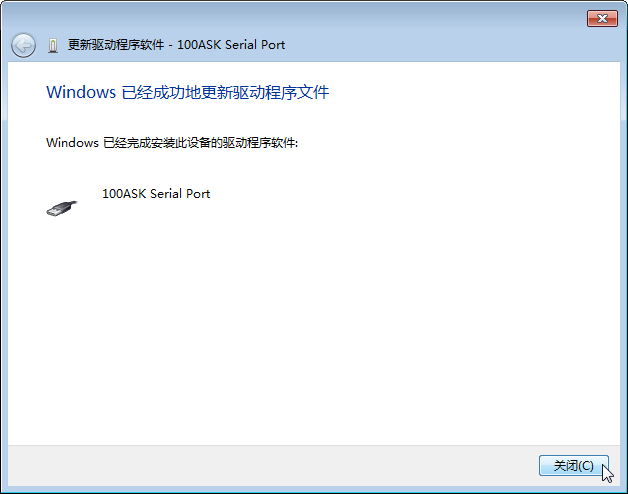 更新驱动程序软件 - 100ASK Serial Port
Windows 已经成功地更新驱动程序文件
Windows 已经完成安装此设备的驱动程序软件:
100ASK Serial Port
关闭(C)